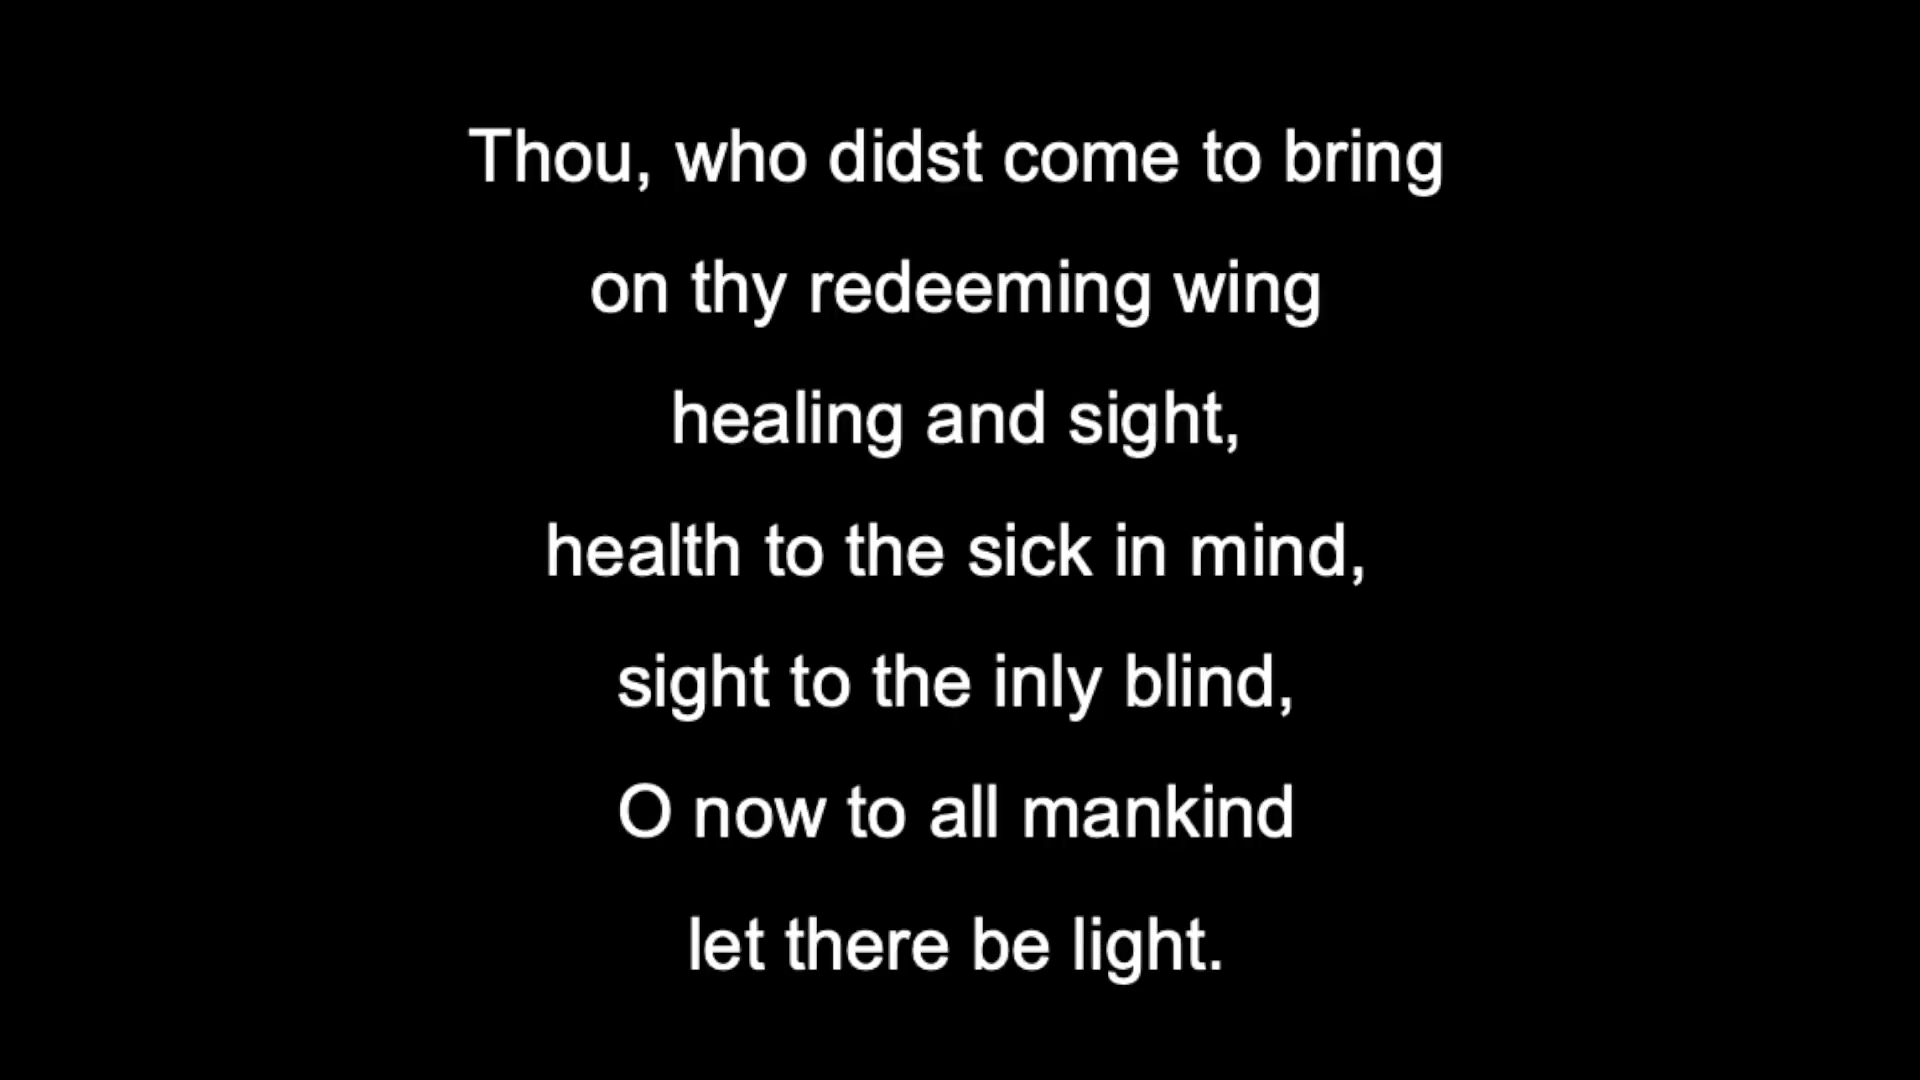 Thou, who didst come to bring
on thy redeeming wing
healing and sight,
health to the sick in mind,
sight to the inly blind,
O now to all mankind
let there be light.